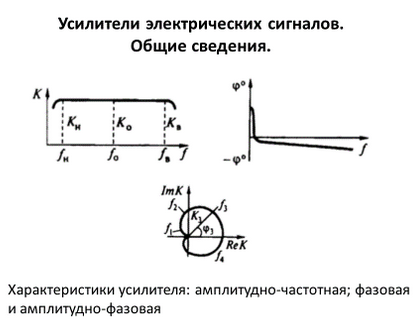 Усилители электрических сигналов.
Общие сведения.
K
Kн
Kо
Kв
fн
fо
fв
f
φ°
−φ°
f
ImK
f₂
K₃
f₃
f₁
φ₃
ReK
f₄
Характеристики усилителя: амплитудно-частотная; фазовая
и амплитудно-фазовая